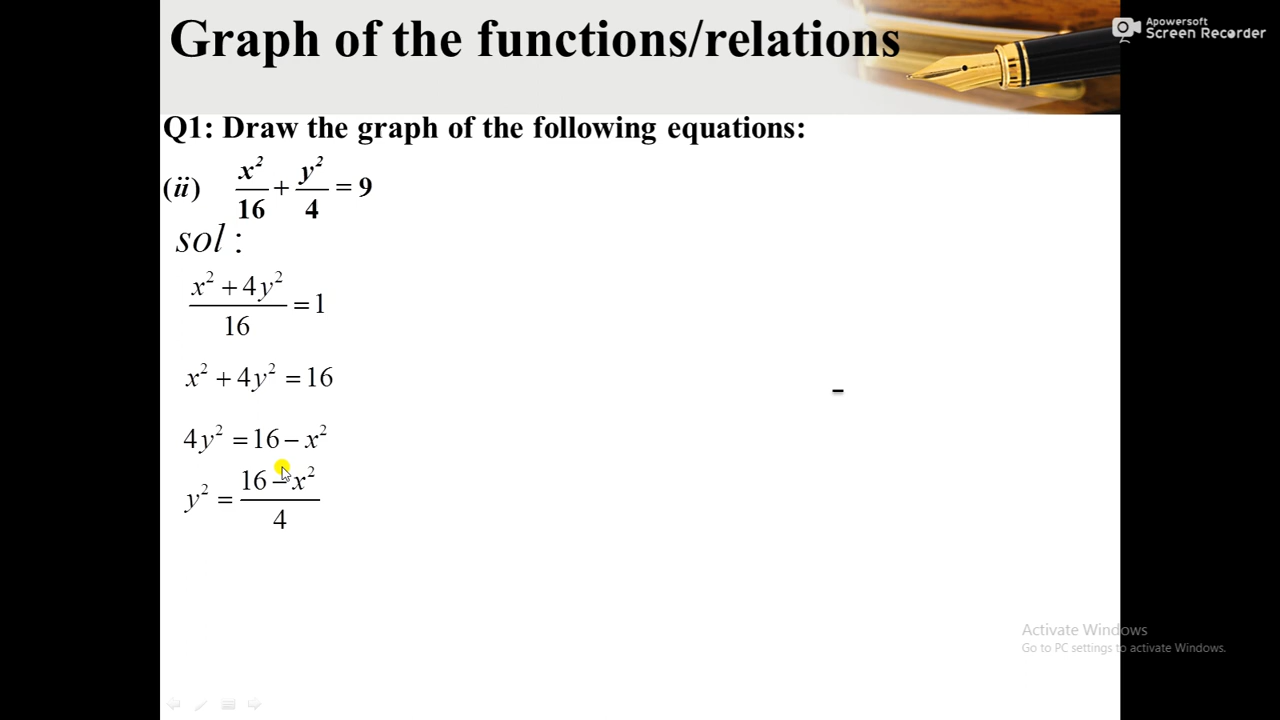 Graph of the functions/relations
Apowersoft
Screen Recorder
Q1: Draw the graph of the following equations:
(ii) x²/16 + y²/4 = 9
sol :
(x² + 4y²)/16 = 1
x² + 4y² = 16
4y² = 16 − x²
y² = (16 − x²)/4
-
Activate Windows
Go to PC settings to activate Windows.